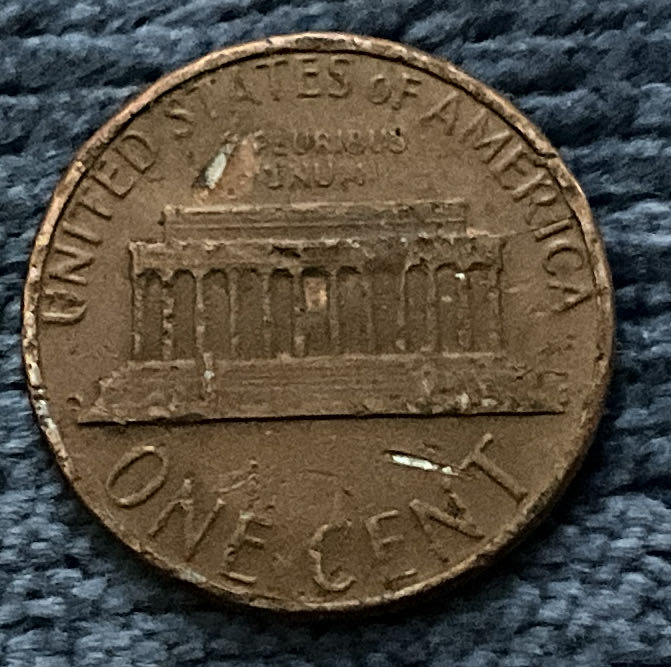 UNITED STATES OF AMERICA
E PLURIBUS
UNUM
ONE CENT